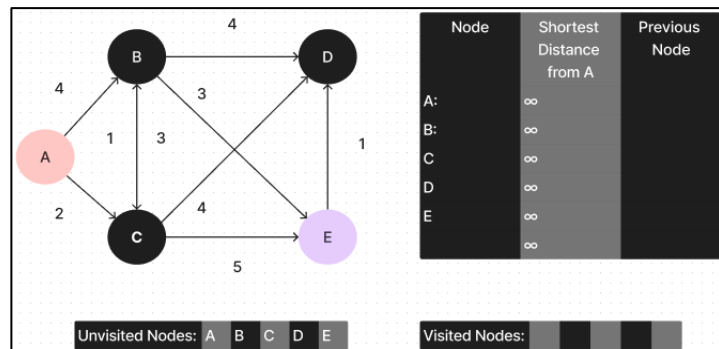 4
B
D
4
3
1
3
1
A
2
4
C
E
5
Node
Shortest
Distance
from A
Previous
Node
A: ∞
B: ∞
C ∞
D ∞
E ∞
∞
Unvisited Nodes: A B C D E
Visited Nodes: